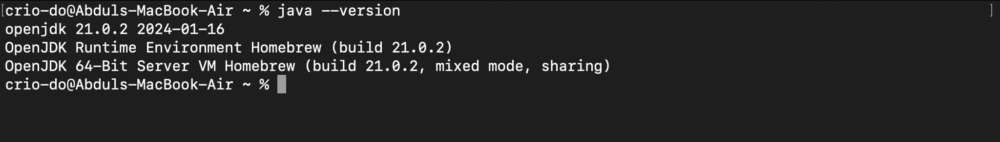 [crio-do@Abduls-MacBook-Air ~ % java --version ]
openjdk 21.0.2 2024-01-16
OpenJDK Runtime Environment Homebrew (build 21.0.2)
OpenJDK 64-Bit Server VM Homebrew (build 21.0.2, mixed mode, sharing)
crio-do@Abduls-MacBook-Air ~ %